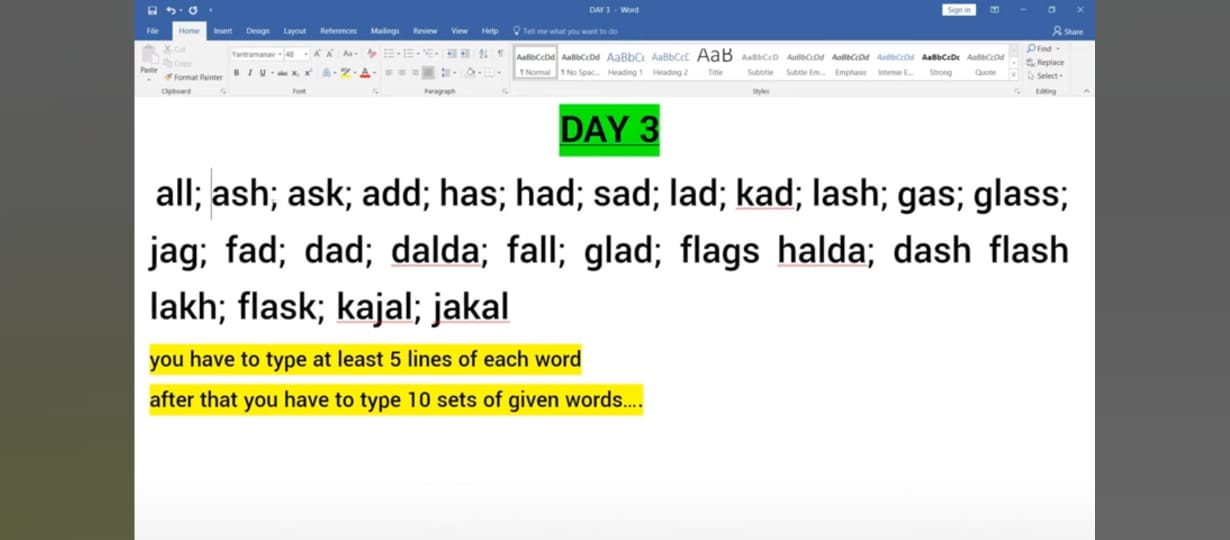 DAY 3 - Word
Sign in
File Home Insert Design Layout References Mailings Review View Help Tell me what you want to do Share
Paste Cut Copy Format Painter
Yantramanav 48
AaBbCcDd AaBbCcDd AaBbCc AaBbCcC AaB AaBbCcD AaBbCcDd AaBbCcDd AaBbCcDd AaBbCcDc AaBbCcDd
¶ Normal ¶ No Spac... Heading 1 Heading 2 Title Subtitle Subtle Em... Emphasis Intense E... Strong Quote
Find Replace Select
Clipboard Font Paragraph Styles Editing
DAY 3
all; ash; ask; add; has; had; sad; lad; kad; lash; gas; glass;
jag; fad; dad; dalda; fall; glad; flags halda; dash flash
lakh; flask; kajal; jakal
you have to type at least 5 lines of each word
after that you have to type 10 sets of given words....